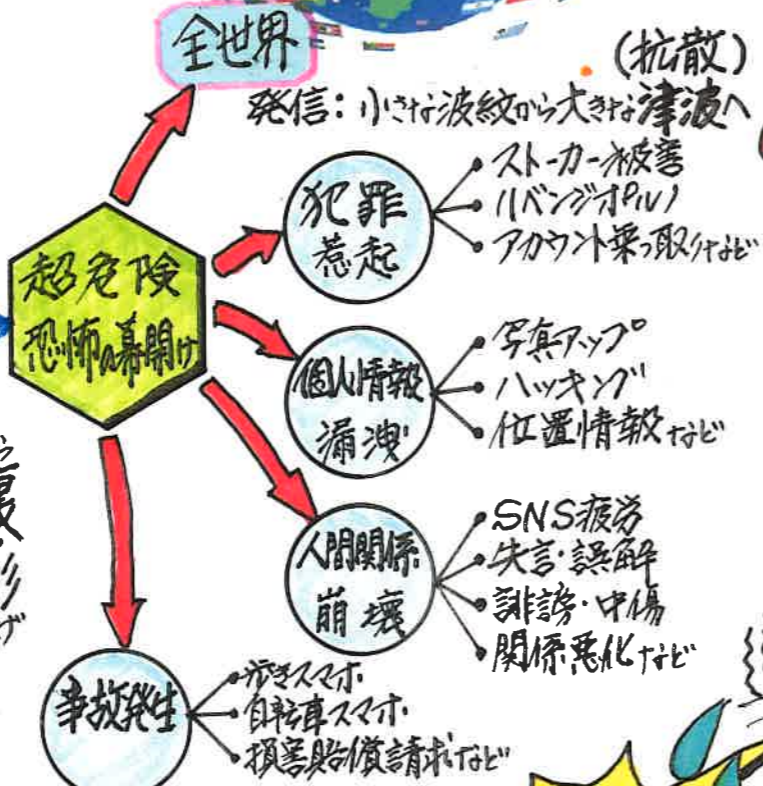 全世界
(拡散)
発信:小さな波紋から大きな津波へ
犯罪
惹起
・ストーカー被害
・リベンジポルノ
・アカウント乗っ取りなど
超危険
恐怖の幕開け
個人情報
漏洩
・写真アップ
・ハッキング
・位置情報など
人間関係
崩壊
・SNS疲労
・失言・誤解
・誹謗・中傷
・関係悪化など
事故発生
・歩きスマホ
・自転車スマホ
・損害賠償請求など